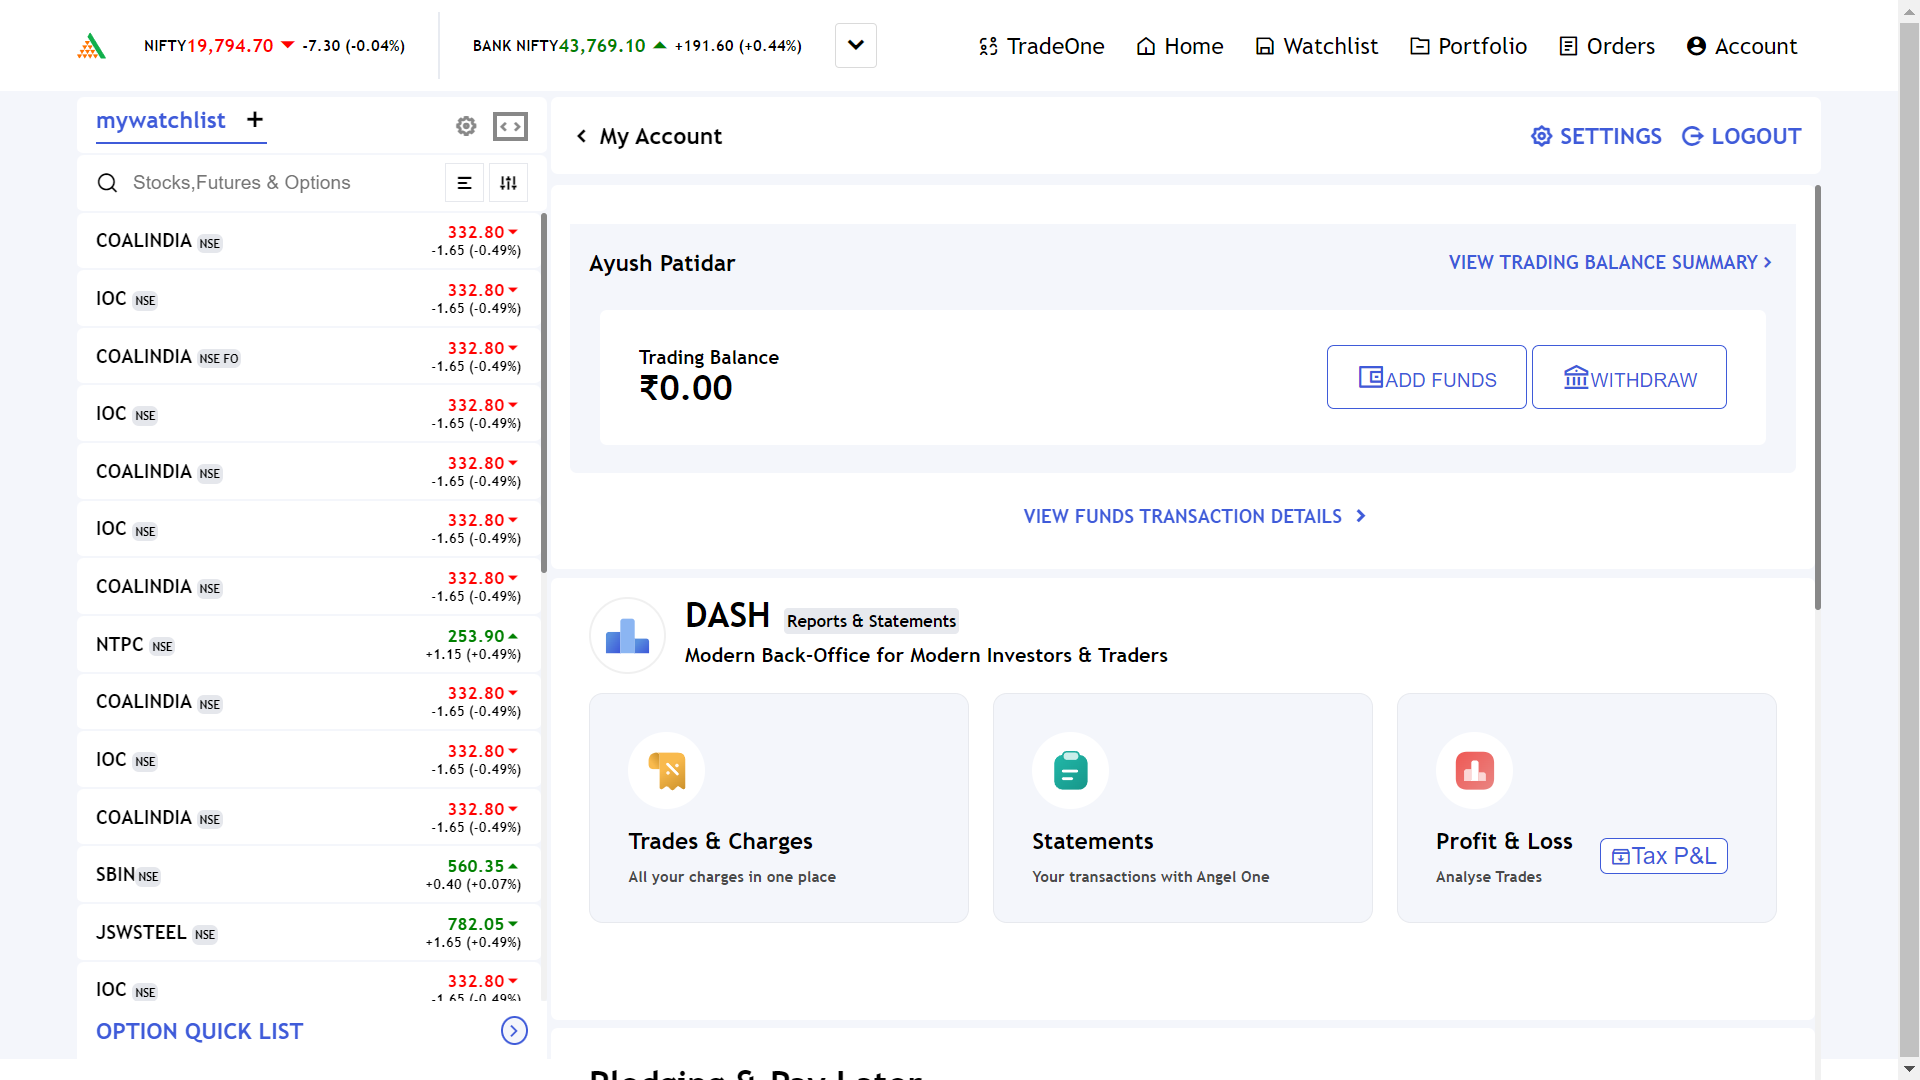 NIFTY19,794.70 -7.30 (-0.04%)
BANK NIFTY43,769.10 +191.60 (+0.44%)
TradeOne
Home
Watchlist
Portfolio
Orders
Account
mywatchlist +
Stocks,Futures & Options
COALINDIA NSE 332.80
-1.65 (-0.49%)
IOC NSE 332.80
-1.65 (-0.49%)
COALINDIA NSE FO 332.80
-1.65 (-0.49%)
IOC NSE 332.80
-1.65 (-0.49%)
COALINDIA NSE 332.80
-1.65 (-0.49%)
IOC NSE 332.80
-1.65 (-0.49%)
COALINDIA NSE 332.80
-1.65 (-0.49%)
NTPC NSE 253.90
+1.15 (+0.49%)
COALINDIA NSE 332.80
-1.65 (-0.49%)
IOC NSE 332.80
-1.65 (-0.49%)
COALINDIA NSE 332.80
-1.65 (-0.49%)
SBIN NSE 560.35
+0.40 (+0.07%)
JSWSTEEL NSE 782.05
+1.65 (+0.49%)
IOC NSE 332.80
-1.65 (-0.49%)
OPTION QUICK LIST
My Account
SETTINGS
LOGOUT
Ayush Patidar
VIEW TRADING BALANCE SUMMARY
Trading Balance
₹0.00
ADD FUNDS
WITHDRAW
VIEW FUNDS TRANSACTION DETAILS
DASH Reports & Statements
Modern Back-Office for Modern Investors & Traders
Trades & Charges
All your charges in one place
Statements
Your transactions with Angel One
Profit & Loss
Analyse Trades
Tax P&L
Pledging & Pay Later